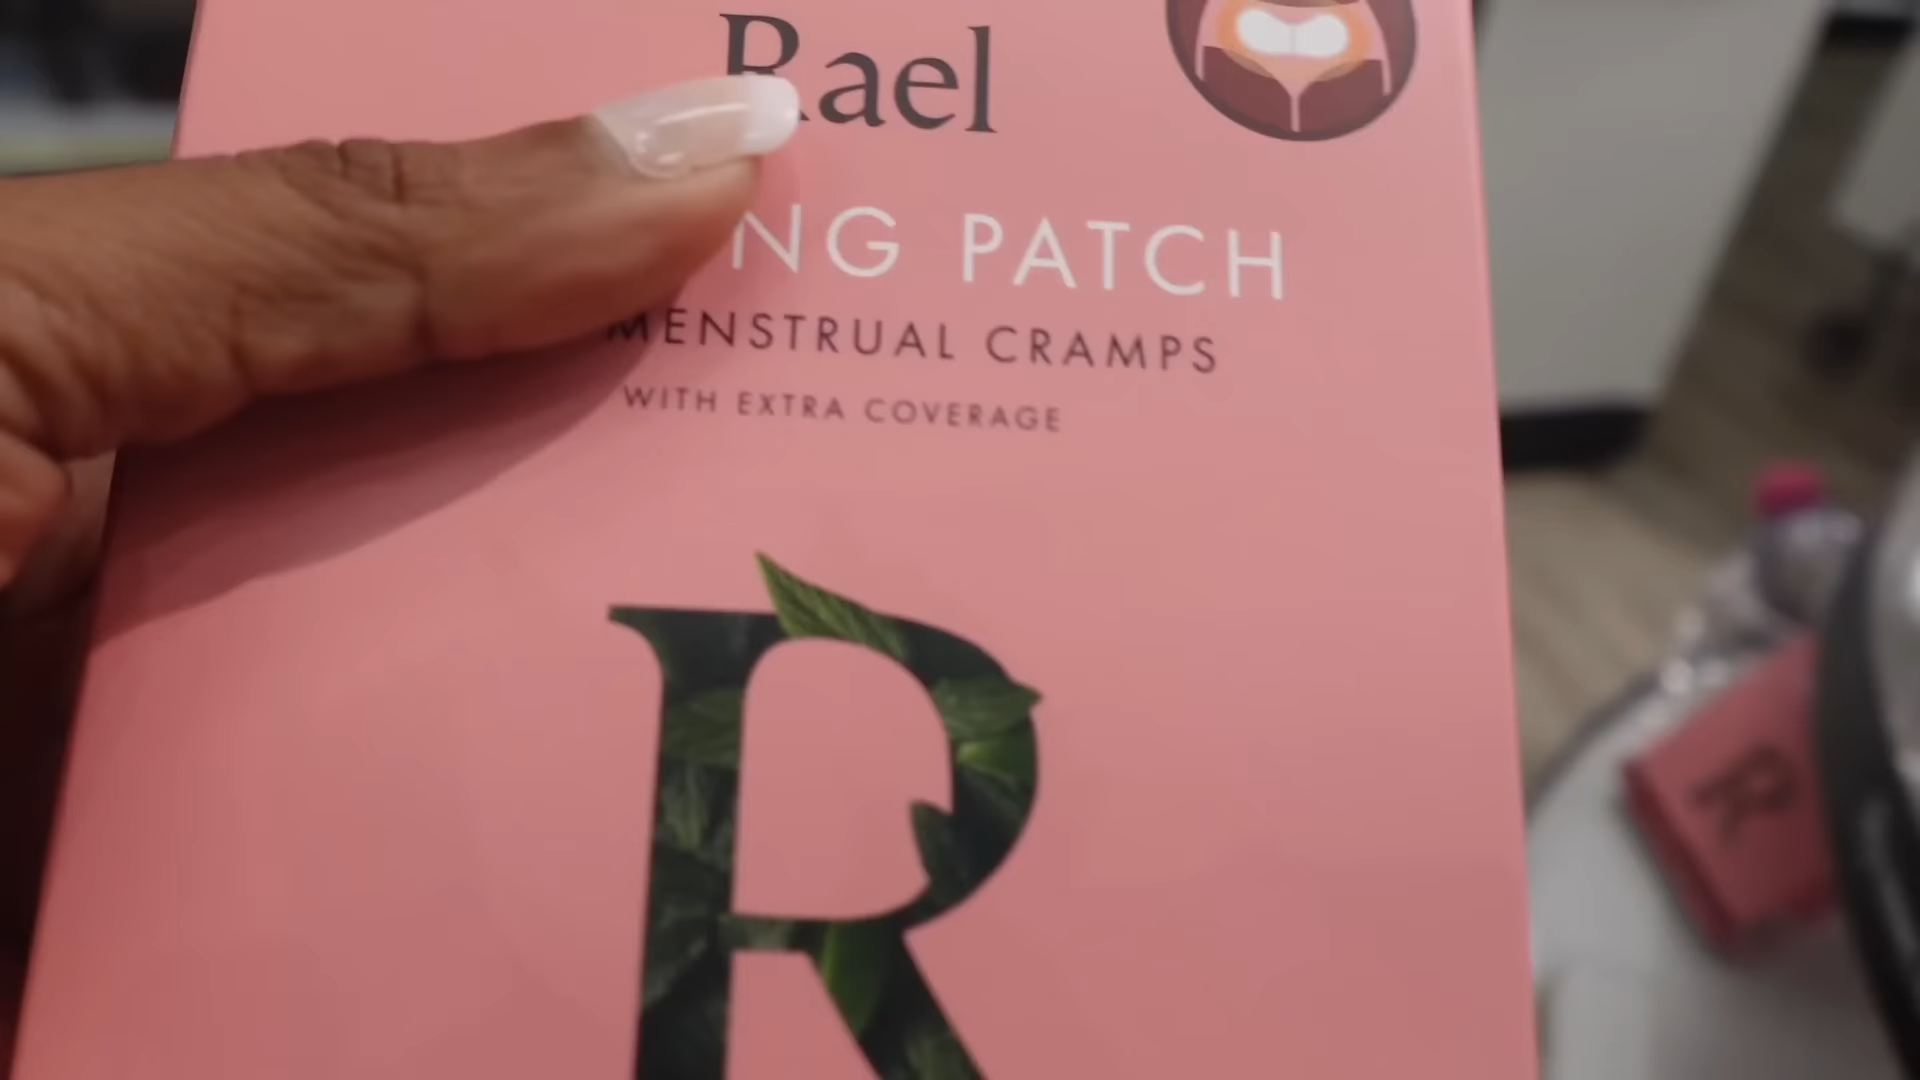 Rael
NG PATCH
MENSTRUAL CRAMPS
WITH EXTRA COVERAGE
R
R